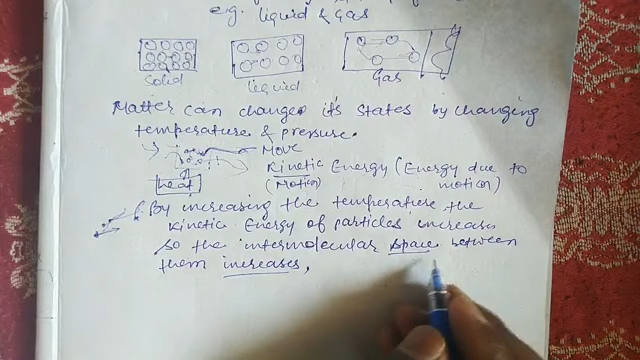 e.g. liquid & Gas
Solid
liquid
Gas
Matter can change it's states by changing
temperature & pressure.
Move
heat
Kinetic Energy (Energy due to
(Motion)
motion)
(By increasing the temperature the
Kinetic Energy of particles increases
so the intermolecular space between
them increases,